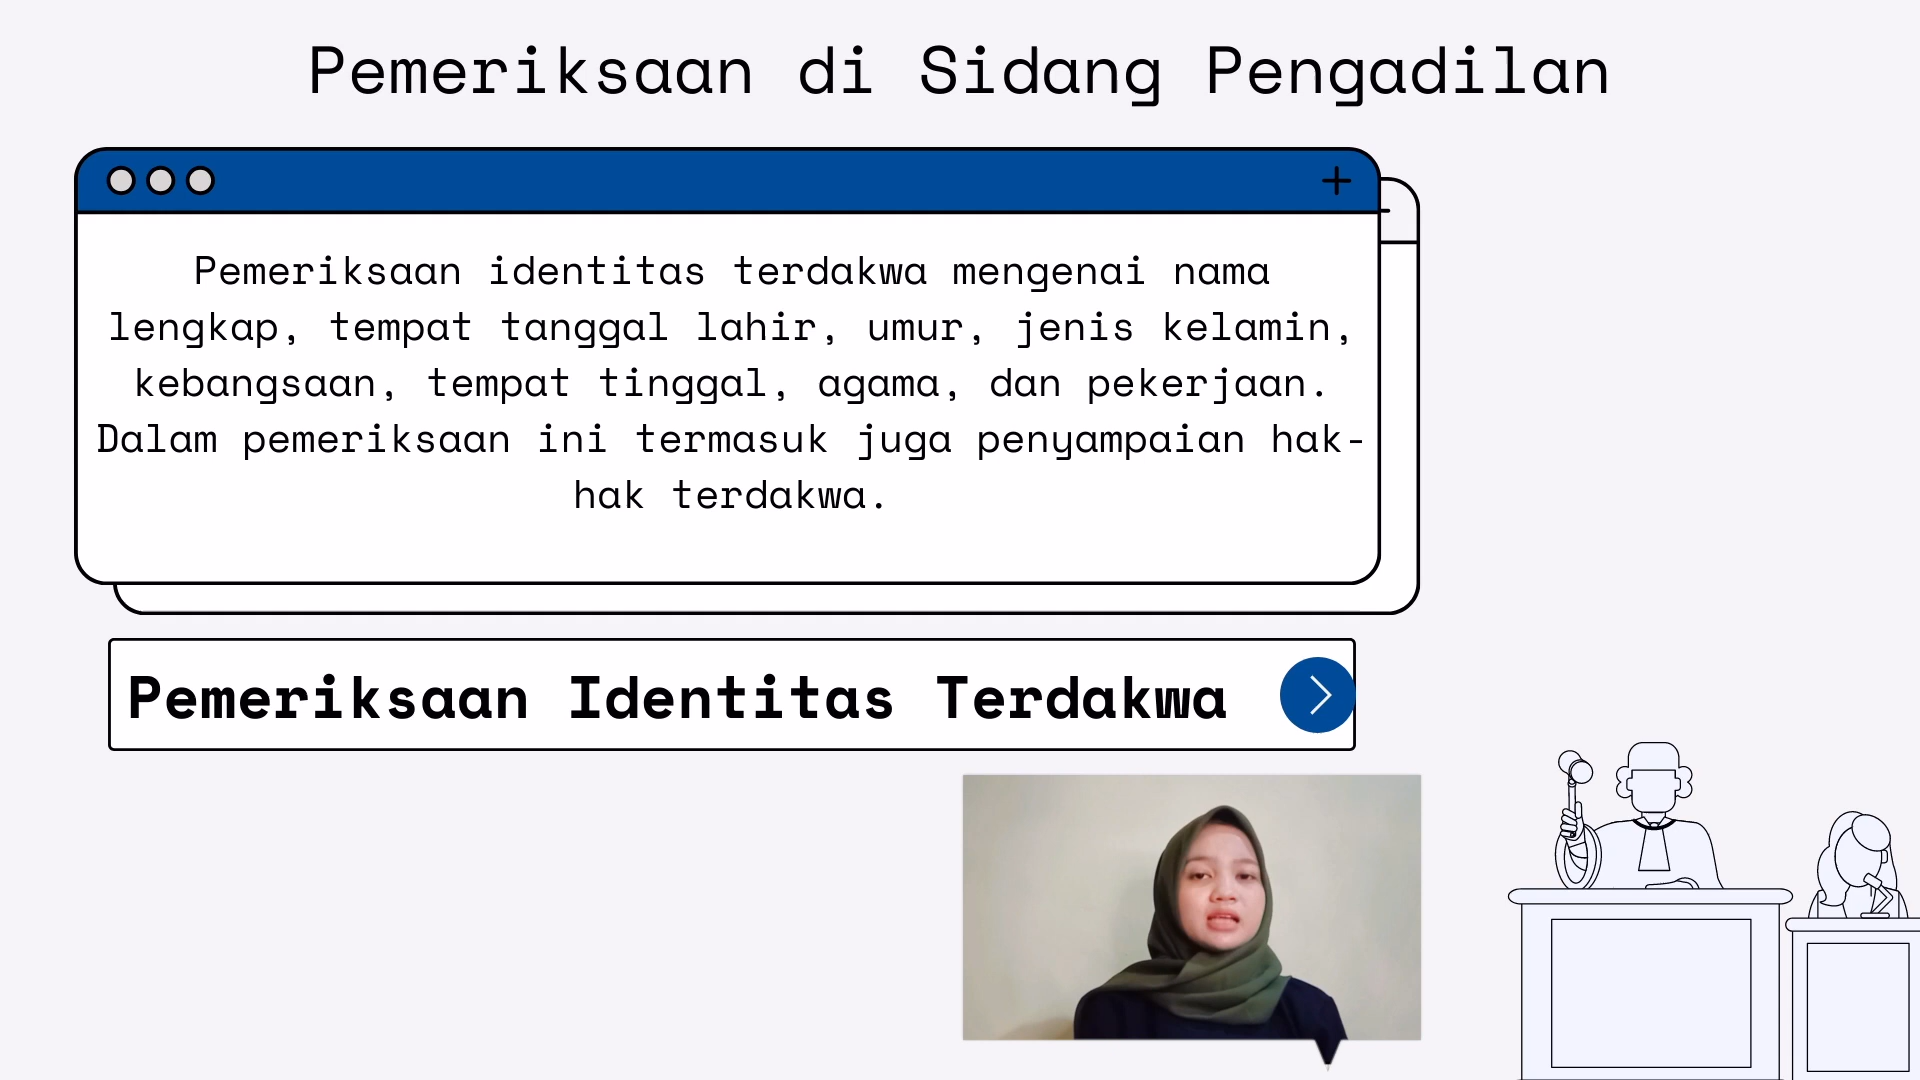 Pemeriksaan di Sidang Pengadilan
Pemeriksaan identitas terdakwa mengenai nama
lengkap, tempat tanggal lahir, umur, jenis kelamin,
kebangsaan, tempat tinggal, agama, dan pekerjaan.
Dalam pemeriksaan ini termasuk juga penyampaian hak-
hak terdakwa.
Pemeriksaan Identitas Terdakwa